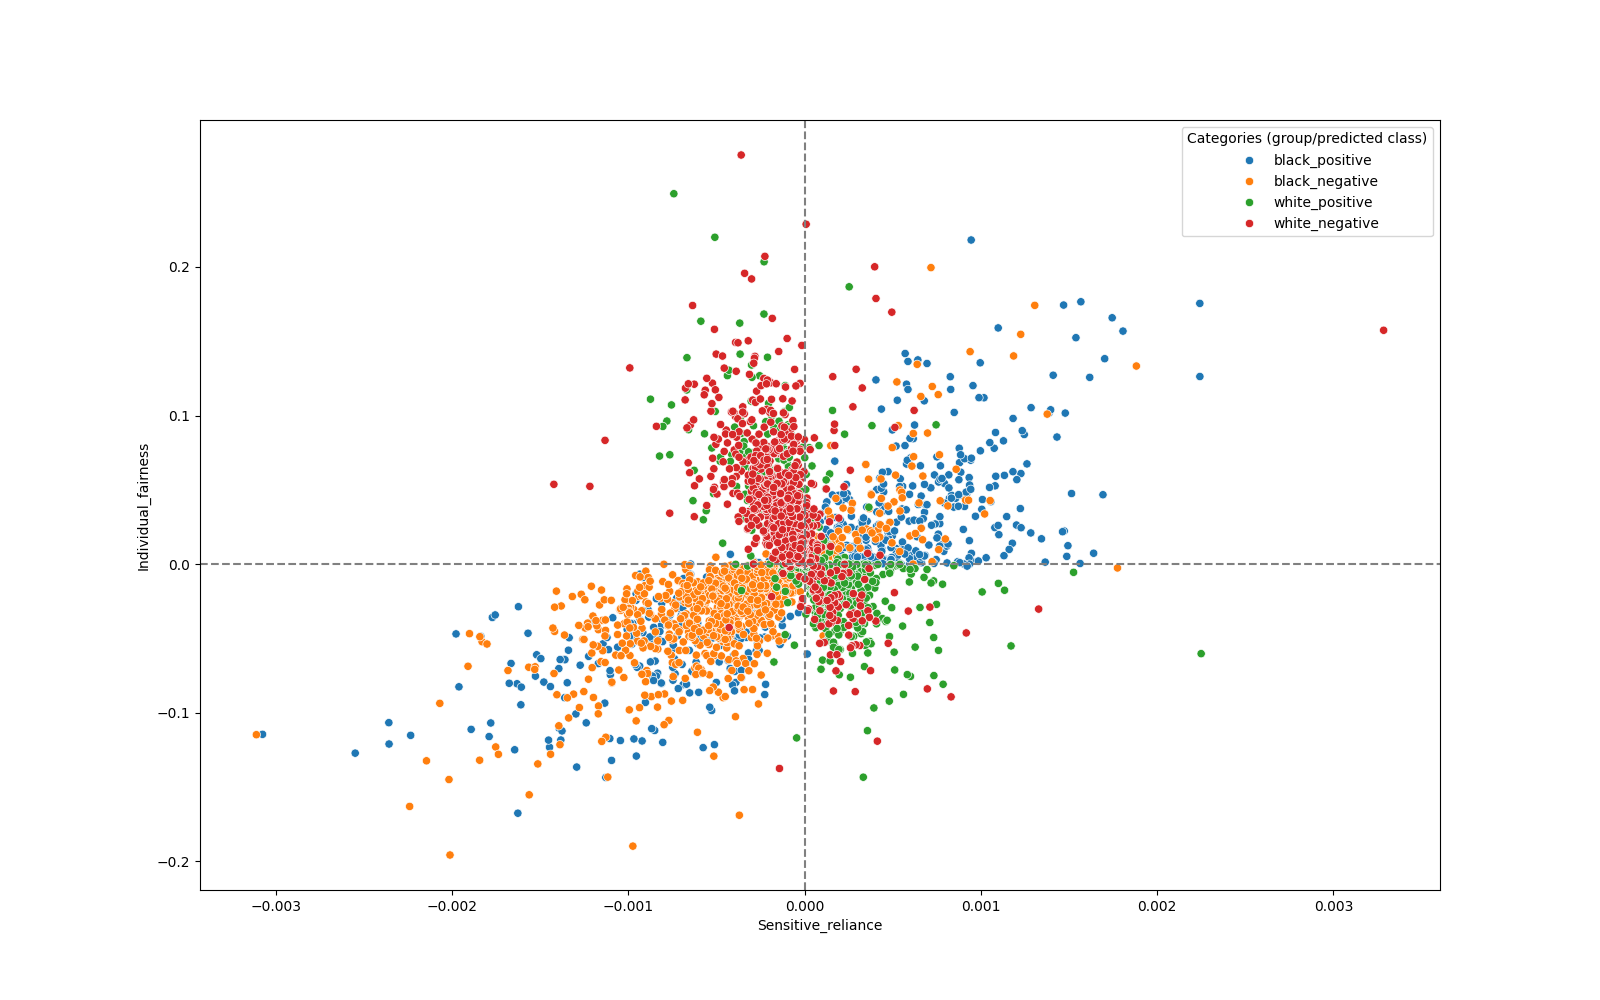 Categories (group/predicted class)
black_positive
black_negative
white_positive
white_negative
Individual_fairness
0.2
0.1
0.0
−0.1
−0.2
−0.003
−0.002
−0.001
0.000
0.001
0.002
0.003
Sensitive_reliance